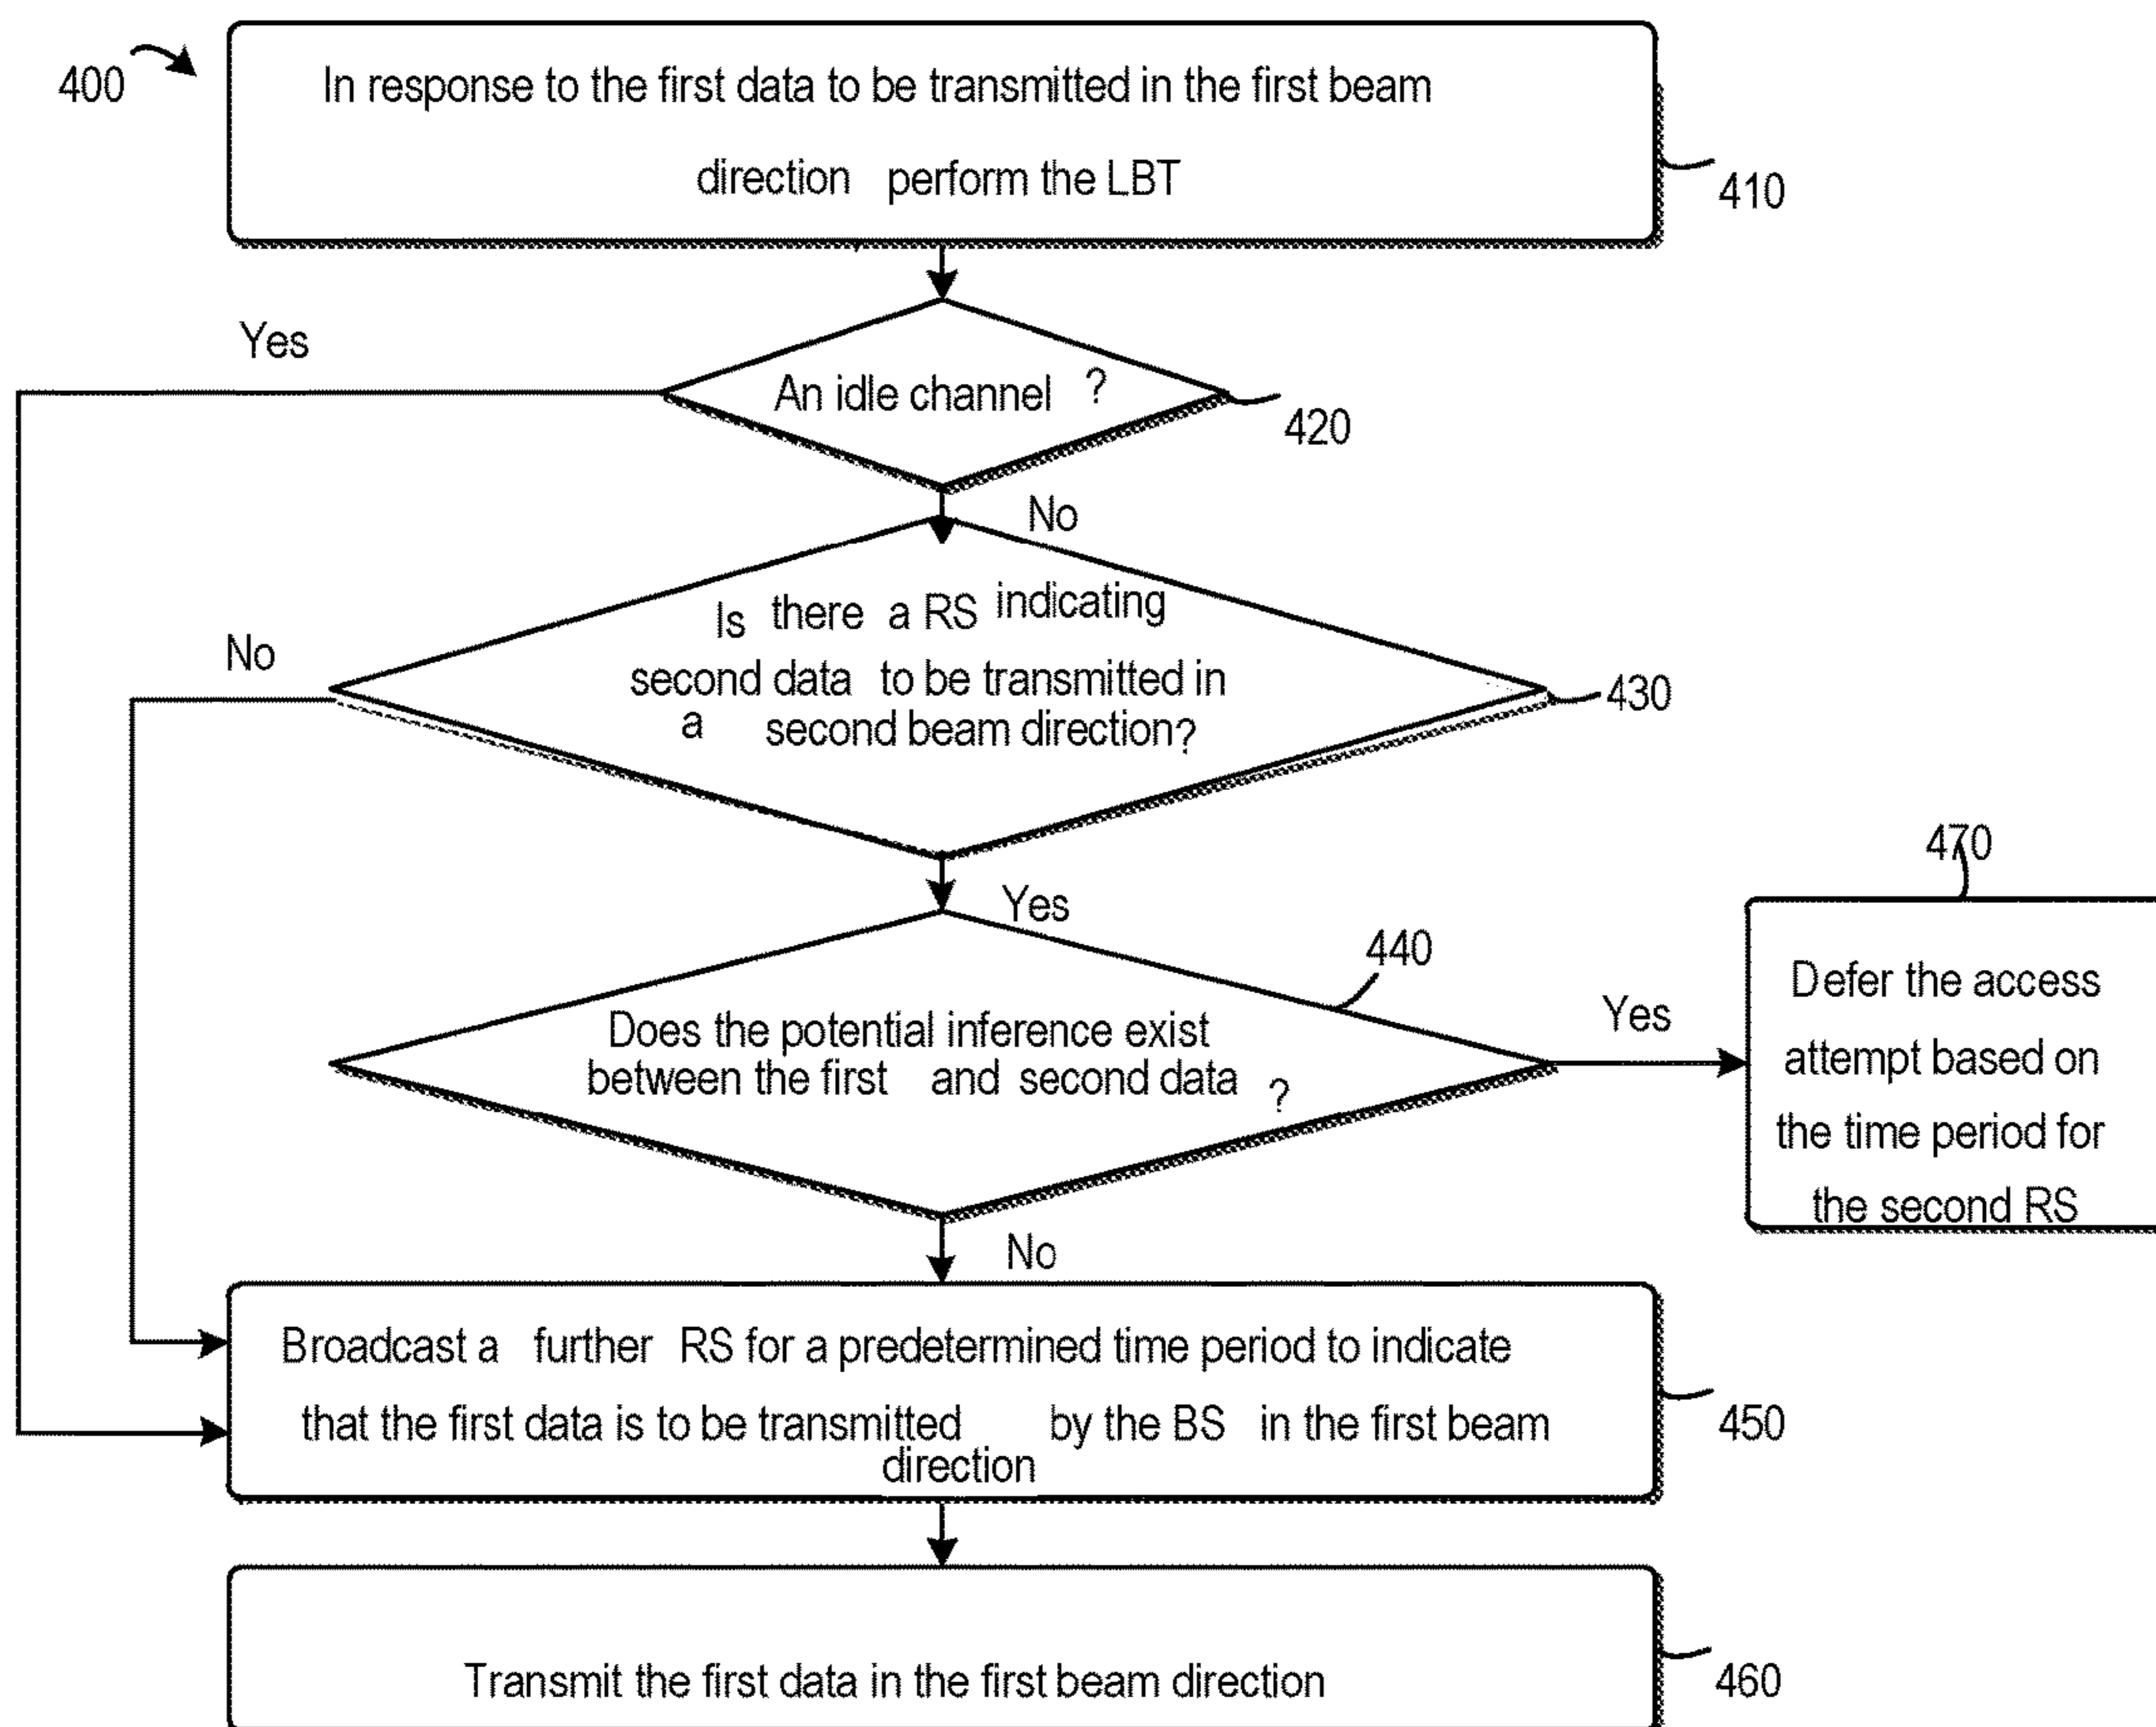 400
In response to the first data to be transmitted in the first beam
direction perform the LBT
410
Yes
An idle channel ?
420
No
Is there a RS indicating
second data to be transmitted in
a second beam direction?
No
430
Yes
440
Does the potential inference exist
between the first and second data ?
Yes
470
Defer the access
attempt based on
the time period for
the second RS
No
Broadcast a further RS for a predetermined time period to indicate
that the first data is to be transmitted by the BS in the first beam
direction
450
Transmit the first data in the first beam direction
460